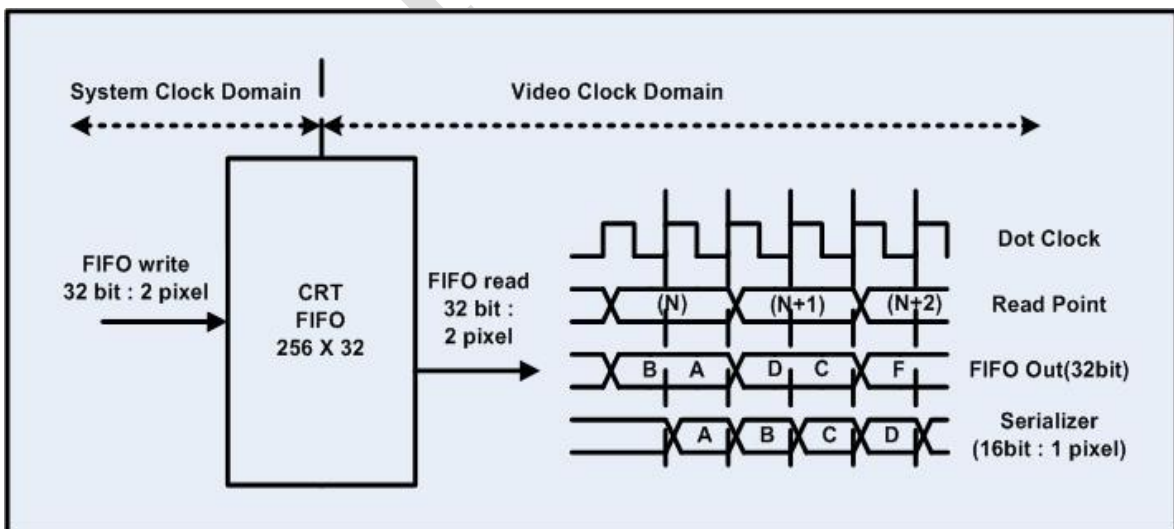 System Clock Domain
Video Clock Domain
FIFO write
32 bit : 2 pixel
CRT
FIFO
256 X 32
FIFO read
32 bit :
2 pixel
Dot Clock
(N) (N+1) (N+2) Read Point
B A D C F FIFO Out(32bit)
A B C D Serializer
(16bit : 1 pixel)